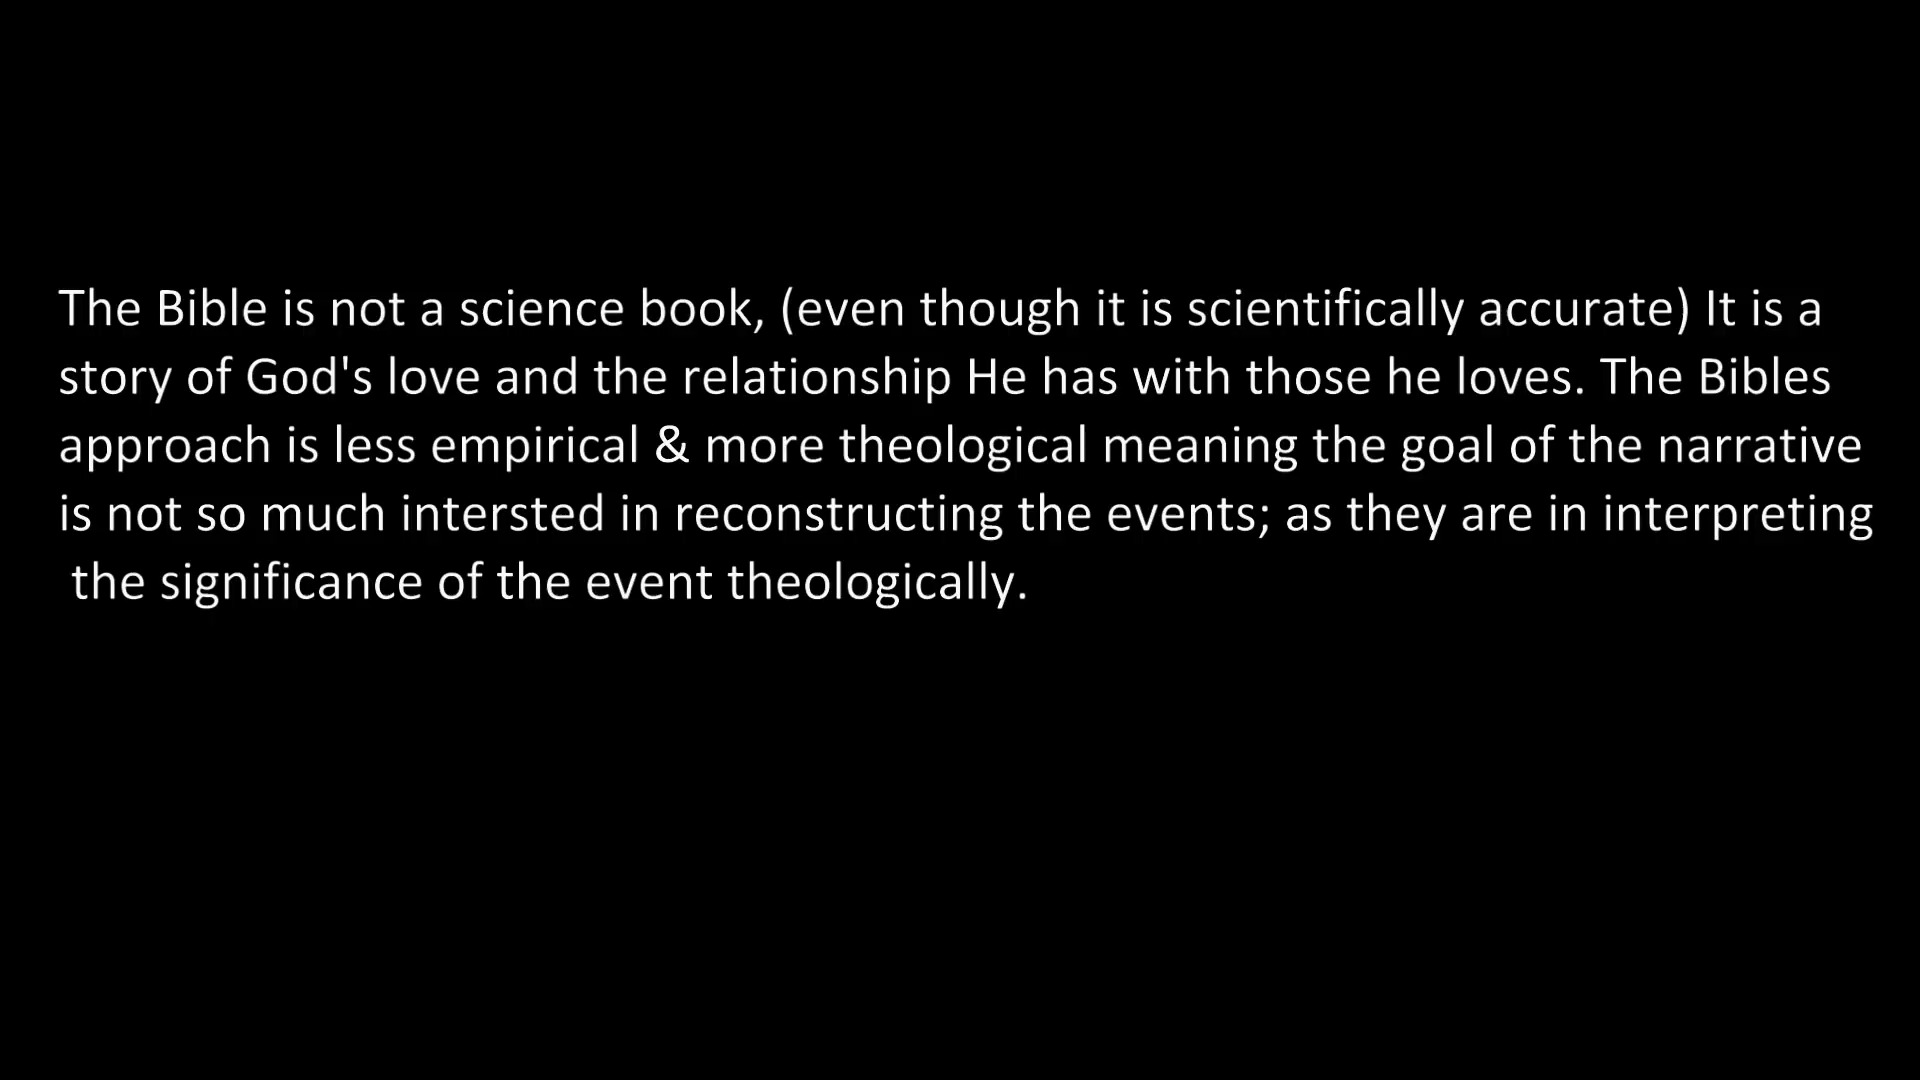 The Bible is not a science book, (even though it is scientifically accurate) It is a
story of God's love and the relationship He has with those he loves. The Bibles
approach is less empirical & more theological meaning the goal of the narrative
is not so much intersted in reconstructing the events; as they are in interpreting
the significance of the event theologically.